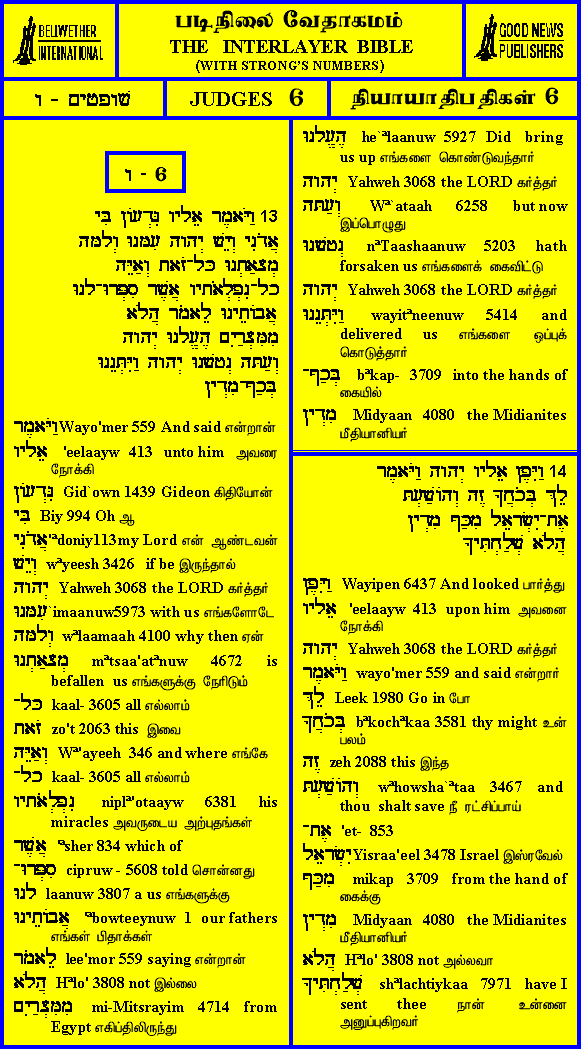 BELLWETHER
INTERNATIONAL
படிநிலை வேதாகமம்
THE INTERLAYER BIBLE
(WITH STRONG'S NUMBERS)
GOOD NEWS
PUBLISHERS
שופטים - ו
JUDGES 6
நியாயாதிபதிகள் 6
6 - ו
13 וַיֹּאמֶר אֵלָיו גִּדְעוֹן בִּי
אֲדֹנִי וְיֵשׁ יְהוָה עִמָּנוּ וְלָמָּה
מְצָאַתְנוּ כָּל־זֹאת וְאַיֵּה
כָל־נִפְלְאֹתָיו אֲשֶׁר סִפְּרוּ־לָנוּ
אֲבוֹתֵינוּ לֵאמֹר הֲלֹא
מִמִּצְרַיִם הֶעֱלָנוּ יְהוָה
וְעַתָּה נְטָשָׁנוּ יְהוָה וַיִּתְּנֵנוּ
בְּכַף־מִדְיָן
וַיֹּאמֶר Wayo'mer 559 And said என்றான்
אֵלָיו 'eelaayw 413 unto him அவரை
நோக்கி
גִּדְעוֹן Gid`own 1439 Gideon கிதியோன்
בִּי Biy 994 Oh ஆ
אֲדֹנִי 'ªdoniy113 my Lord என் ஆண்டவன்
וְיֵשׁ wªyeesh 3426 if be இருந்தால்
יְהוָה Yahweh 3068 the LORD கர்த்தர்
עִמָּנוּ `imaanuw5973 with us எங்களோடே
וְלָמָּה wªlaamaah 4100 why then ஏன்
מְצָאַתְנוּ mªtsaa'atªnuw 4672 is
befallen us எங்களுக்கு நேரிடும்
כָּל־ kaal- 3605 all எல்லாம்
זֹאת zo't 2063 this இவை
וְאַיֵּה Wª'ayeeh 346 and where எங்கே
כָל־ kaal- 3605 all எல்லாம்
נִפְלְאֹתָיו niplª'otaayw 6381 his
miracles அவருடைய அற்புதங்கள்
אֲשֶׁר ªsher 834 which of
סִפְּרוּ־ cipruw - 5608 told சொன்னது
לָנוּ laanuw 3807 a us எங்களுக்கு
אֲבוֹתֵינוּ ªbowteeynuw 1 our fathers
எங்கள் பிதாக்கள்
לֵאמֹר lee'mor 559 saying என்றான்
הֲלֹא Hªlo' 3808 not இல்லை
מִמִּצְרַיִם mi-Mitsrayim 4714 from
Egypt எகிப்திலிருந்து
הֶעֱלָנוּ he`ªlaanuw 5927 Did bring
us up எங்களை கொண்டுவந்தார்
יְהוָה Yahweh 3068 the LORD கர்த்தர்
וְעַתָּה Wª`ataah 6258 but now
இப்பொழுது
נְטָשָׁנוּ nªTaashaanuw 5203 hath
forsaken us எங்களைக் கைவிட்டு
יְהוָה Yahweh 3068 the LORD கர்த்தர்
וַיִּתְּנֵנוּ wayitªneenuw 5414 and
delivered us எங்களை ஒப்புக்
கொடுத்தார்
בְּכַף־ bªkap- 3709 into the hands of
கையில்
מִדְיָן Midyaan 4080 the Midianites
மீதியானியர்
14 וַיִּפֶן אֵלָיו יְהוָה וַיֹּאמֶר
לֵךְ בְּכֹחֲךָ זֶה וְהוֹשַׁעְתָּ
אֶת־יִשְׂרָאֵל מִכַּף מִדְיָן
הֲלֹא שְׁלַחְתִּיךָ
וַיִּפֶן Wayipen 6437 And looked பார்த்து
אֵלָיו 'eelaayw 413 upon him அவனை
நோக்கி
יְהוָה Yahweh 3068 the LORD கர்த்தர்
וַיֹּאמֶר wayo'mer 559 and said என்றார்
לֵךְ Leek 1980 Go in போ
בְּכֹחֲךָ bªkochªkaa 3581 thy might உன்
பலம்
זֶה zeh 2088 this இந்த
וְהוֹשַׁעְתָּ wªhowsha`ªtaa 3467 and
thou shalt save நீ ரட்சிப்பாய்
אֶת־ 'et- 853
יִשְׂרָאֵל Yisraa'eel 3478 Israel இஸ்ரவேல்
מִכַּף mikap 3709 from the hand of
கைக்கு
מִדְיָן Midyaan 4080 the Midianites
மீதியானியர்
הֲלֹא Hªlo' 3808 not அல்லவா
שְׁלַחְתִּיךָ shªlachtiykaa 7971 have I
sent thee நான் உன்னை
அனுப்புகிறவர்